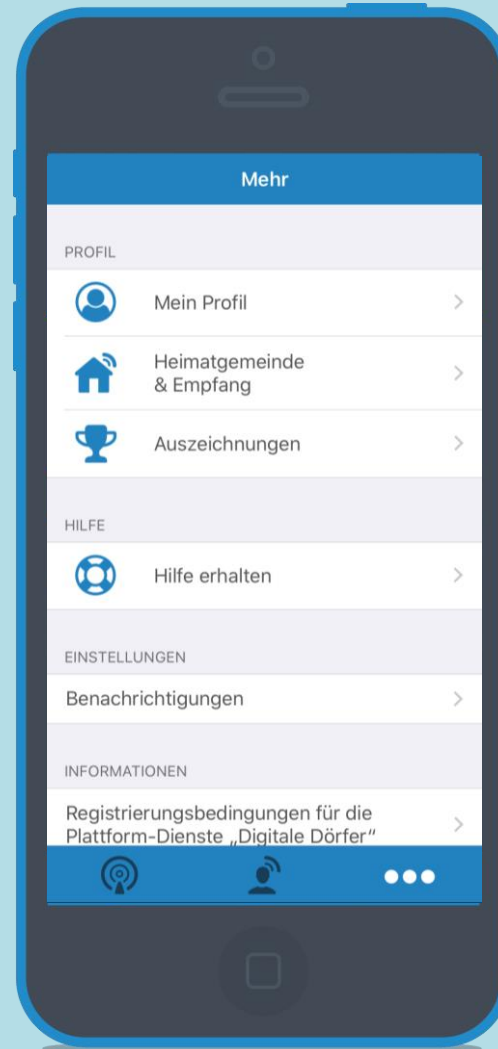 Mehr
PROFIL
Mein Profil
Heimatgemeinde
& Empfang
Auszeichnungen
HILFE
Hilfe erhalten
EINSTELLUNGEN
Benachrichtigungen
INFORMATIONEN
Registrierungsbedingungen für die
Plattform-Dienste „Digitale Dörfer“